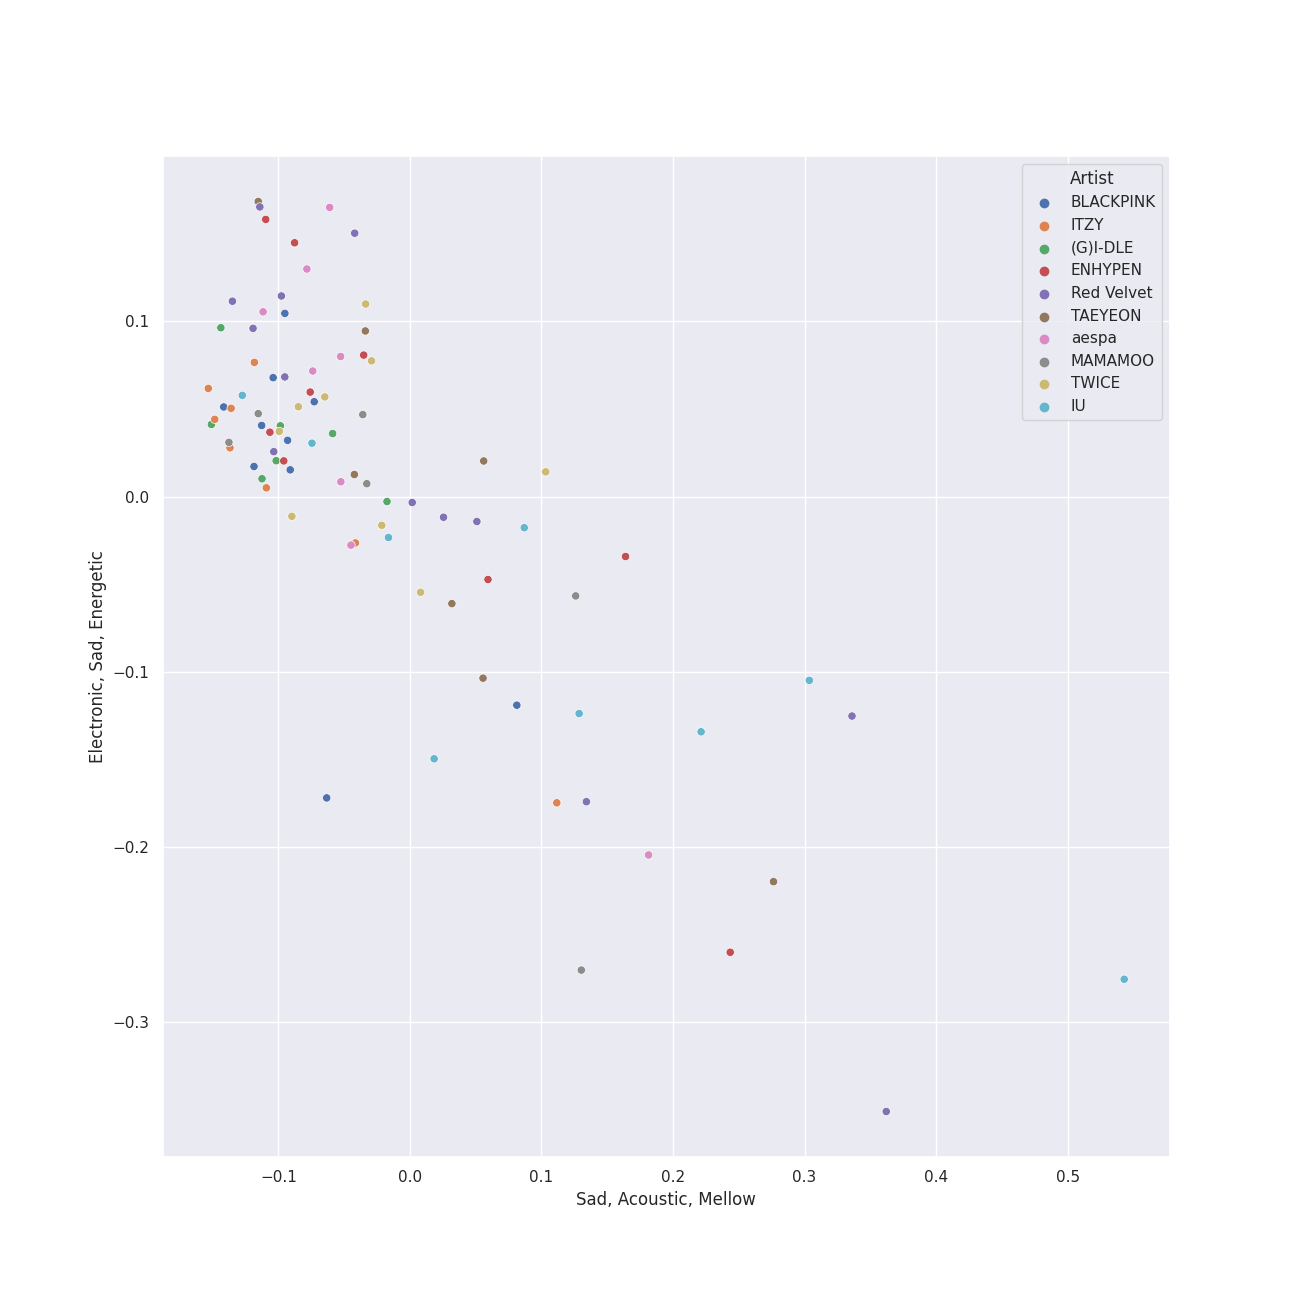 Artist
BLACKPINK
ITZY
(G)I-DLE
ENHYPEN
Red Velvet
TAEYEON
aespa
MAMAMOO
TWICE
IU
0.1
0.0
−0.1
−0.2
−0.3
Electronic, Sad, Energetic
−0.1 0.0 0.1 0.2 0.3 0.4 0.5
Sad, Acoustic, Mellow